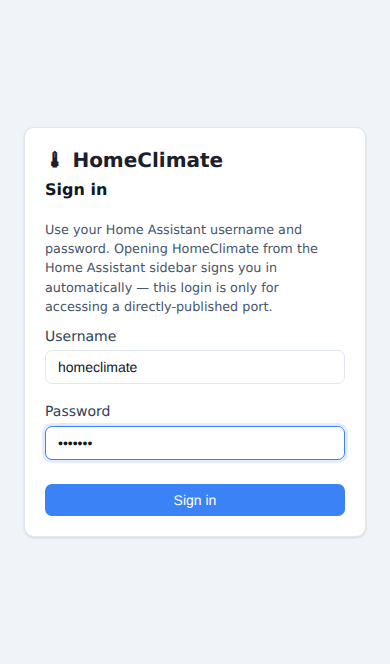 🌡 HomeClimate
Sign in
Use your Home Assistant username and
password. Opening HomeClimate from the
Home Assistant sidebar signs you in
automatically — this login is only for
accessing a directly-published port.
Username
homeclimate
Password
•••••••
Sign in